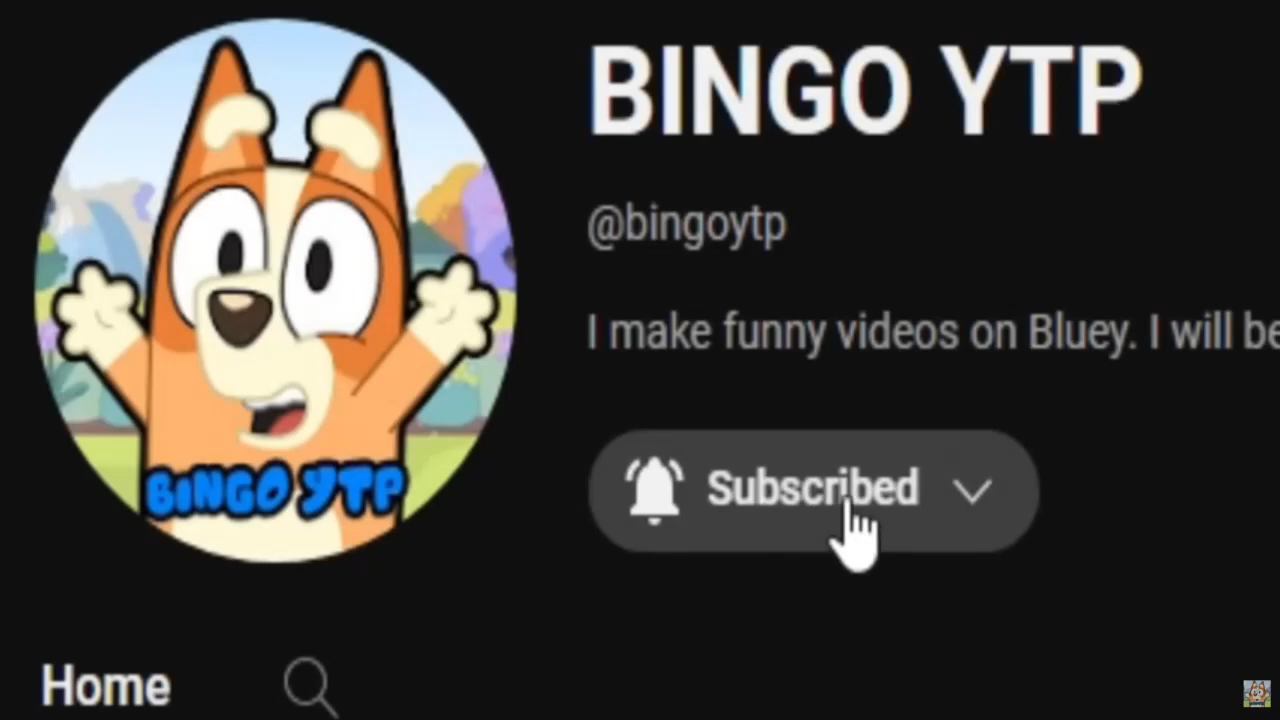 BINGO YTP
@bingoytp
I make funny videos on Bluey. I will be
Subscribed
BINGO YTP
Home